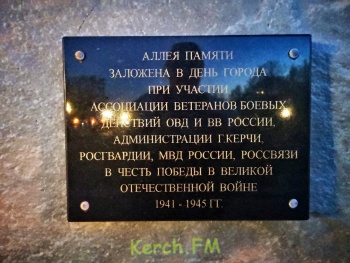 АЛЛЕЯ ПАМЯТИ
ЗАЛОЖЕНА В ДЕНЬ ГОРОДА
ПРИ УЧАСТИИ
АССОЦИАЦИИ ВЕТЕРАНОВ БОЕВЫХ
ДЕЙСТВИЙ ОВД И ВВ РОССИИ,
АДМИНИСТРАЦИИ Г.КЕРЧИ,
РОСГВАРДИИ, МВД РОССИИ, РОССВЯЗИ
В ЧЕСТЬ ПОБЕДЫ В ВЕЛИКОЙ
ОТЕЧЕСТВЕННОЙ ВОЙНЕ
1941 - 1945 ГГ.
Kerch.FM